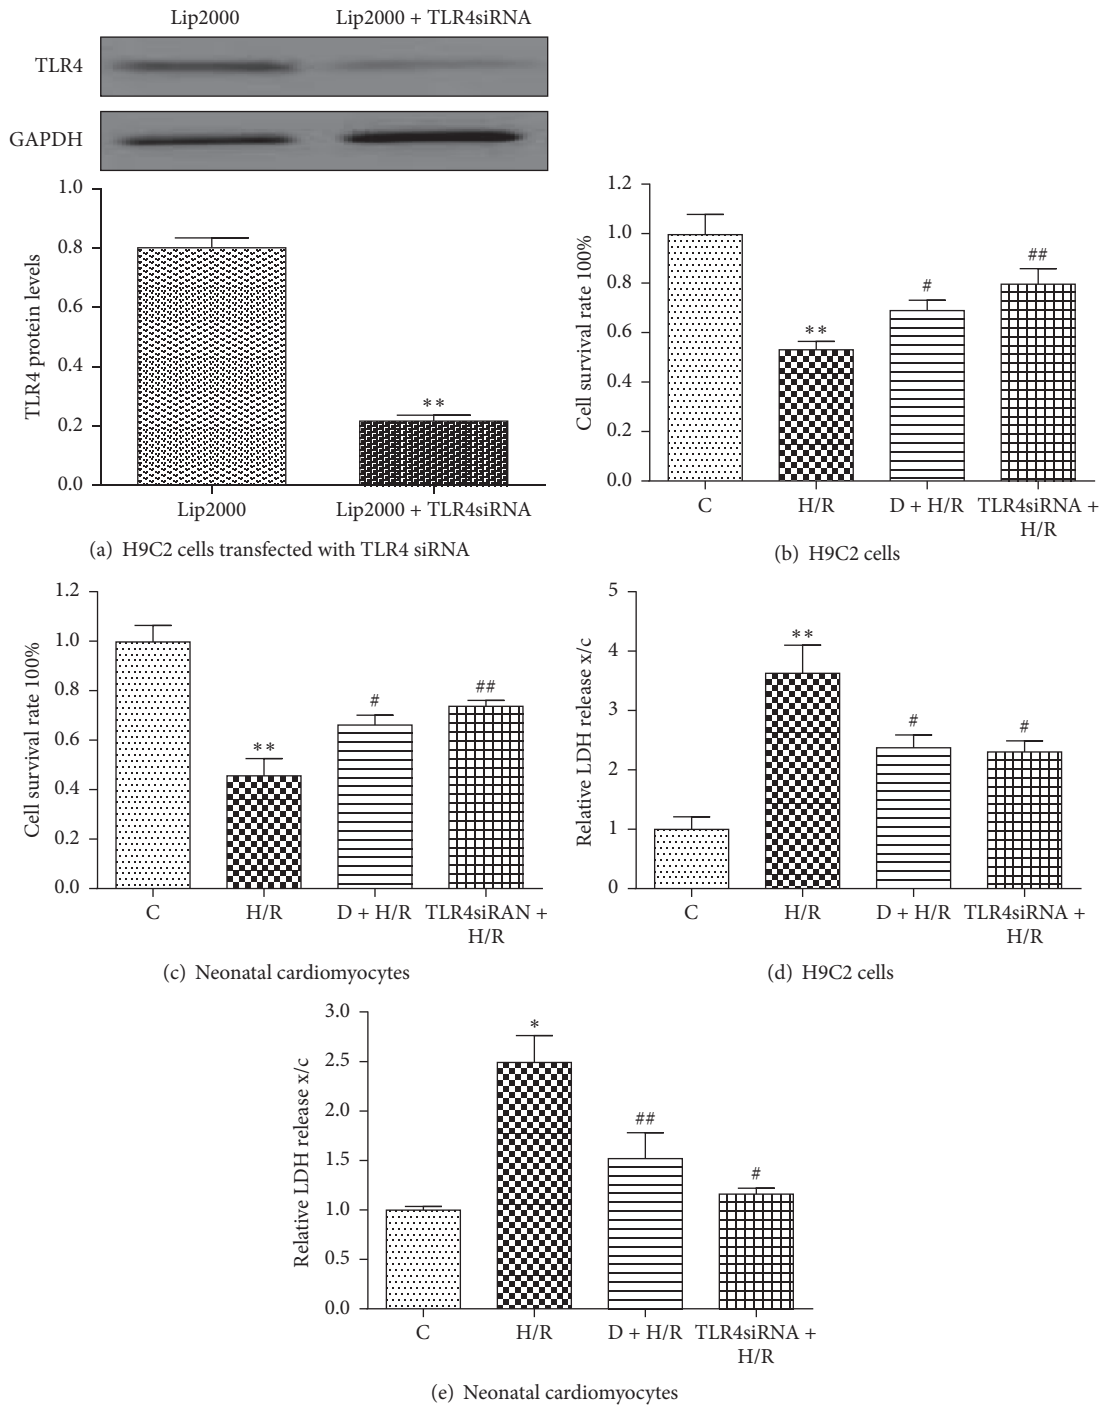 Lip2000 Lip2000 + TLR4siRNA
TLR4
GAPDH
1.0
0.8
0.6
0.4
0.2
0.0
TLR4 protein levels
**
Lip2000 Lip2000 + TLR4siRNA
(a) H9C2 cells transfected with TLR4 siRNA
1.2
1.0
0.8
0.6
0.4
0.2
0.0
Cell survival rate 100%
**
#
##
C H/R D + H/R TLR4siRNA +
H/R
(b) H9C2 cells
1.2
1.0
0.8
0.6
0.4
0.2
0.0
Cell survival rate 100%
**
#
##
C H/R D + H/R TLR4siRAN +
H/R
(c) Neonatal cardiomyocytes
5
4
3
2
1
0
Relative LDH release x/c
**
#
#
C H/R D + H/R TLR4siRNA +
H/R
(d) H9C2 cells
3.0
2.5
2.0
1.5
1.0
0.5
0.0
Relative LDH release x/c
*
##
#
C H/R D + H/R TLR4siRNA +
H/R
(e) Neonatal cardiomyocytes